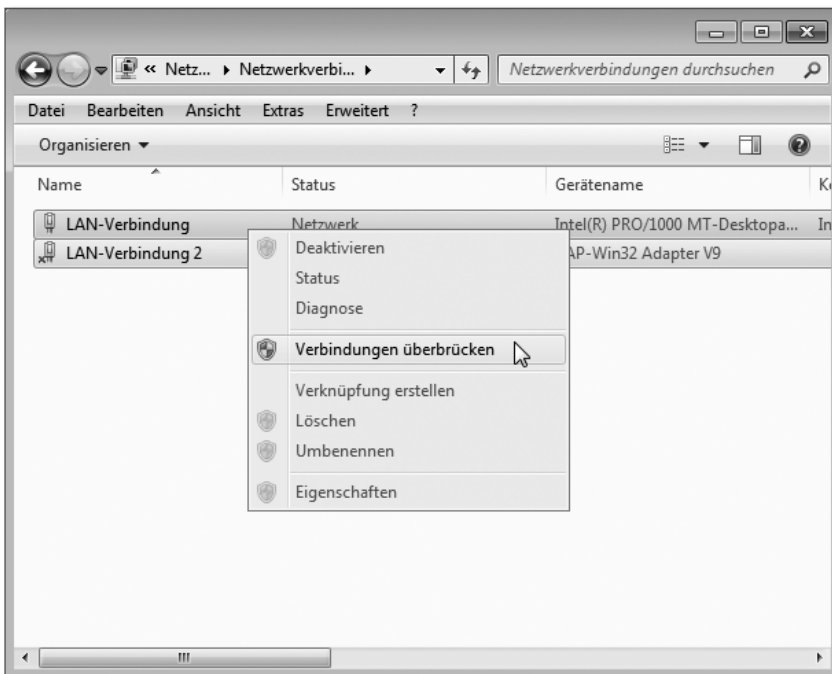 « Netz... Netzwerkverbi... Netzwerkverbindungen durchsuchen
Datei Bearbeiten Ansicht Extras Erweitert ?
Organisieren
Name Status Gerätename
LAN-Verbindung Netzwerk Intel(R) PRO/1000 MT-Desktopa... In
LAN-Verbindung 2 AP-Win32 Adapter V9
Deaktivieren
Status
Diagnose
Verbindungen überbrücken
Verknüpfung erstellen
Löschen
Umbenennen
Eigenschaften